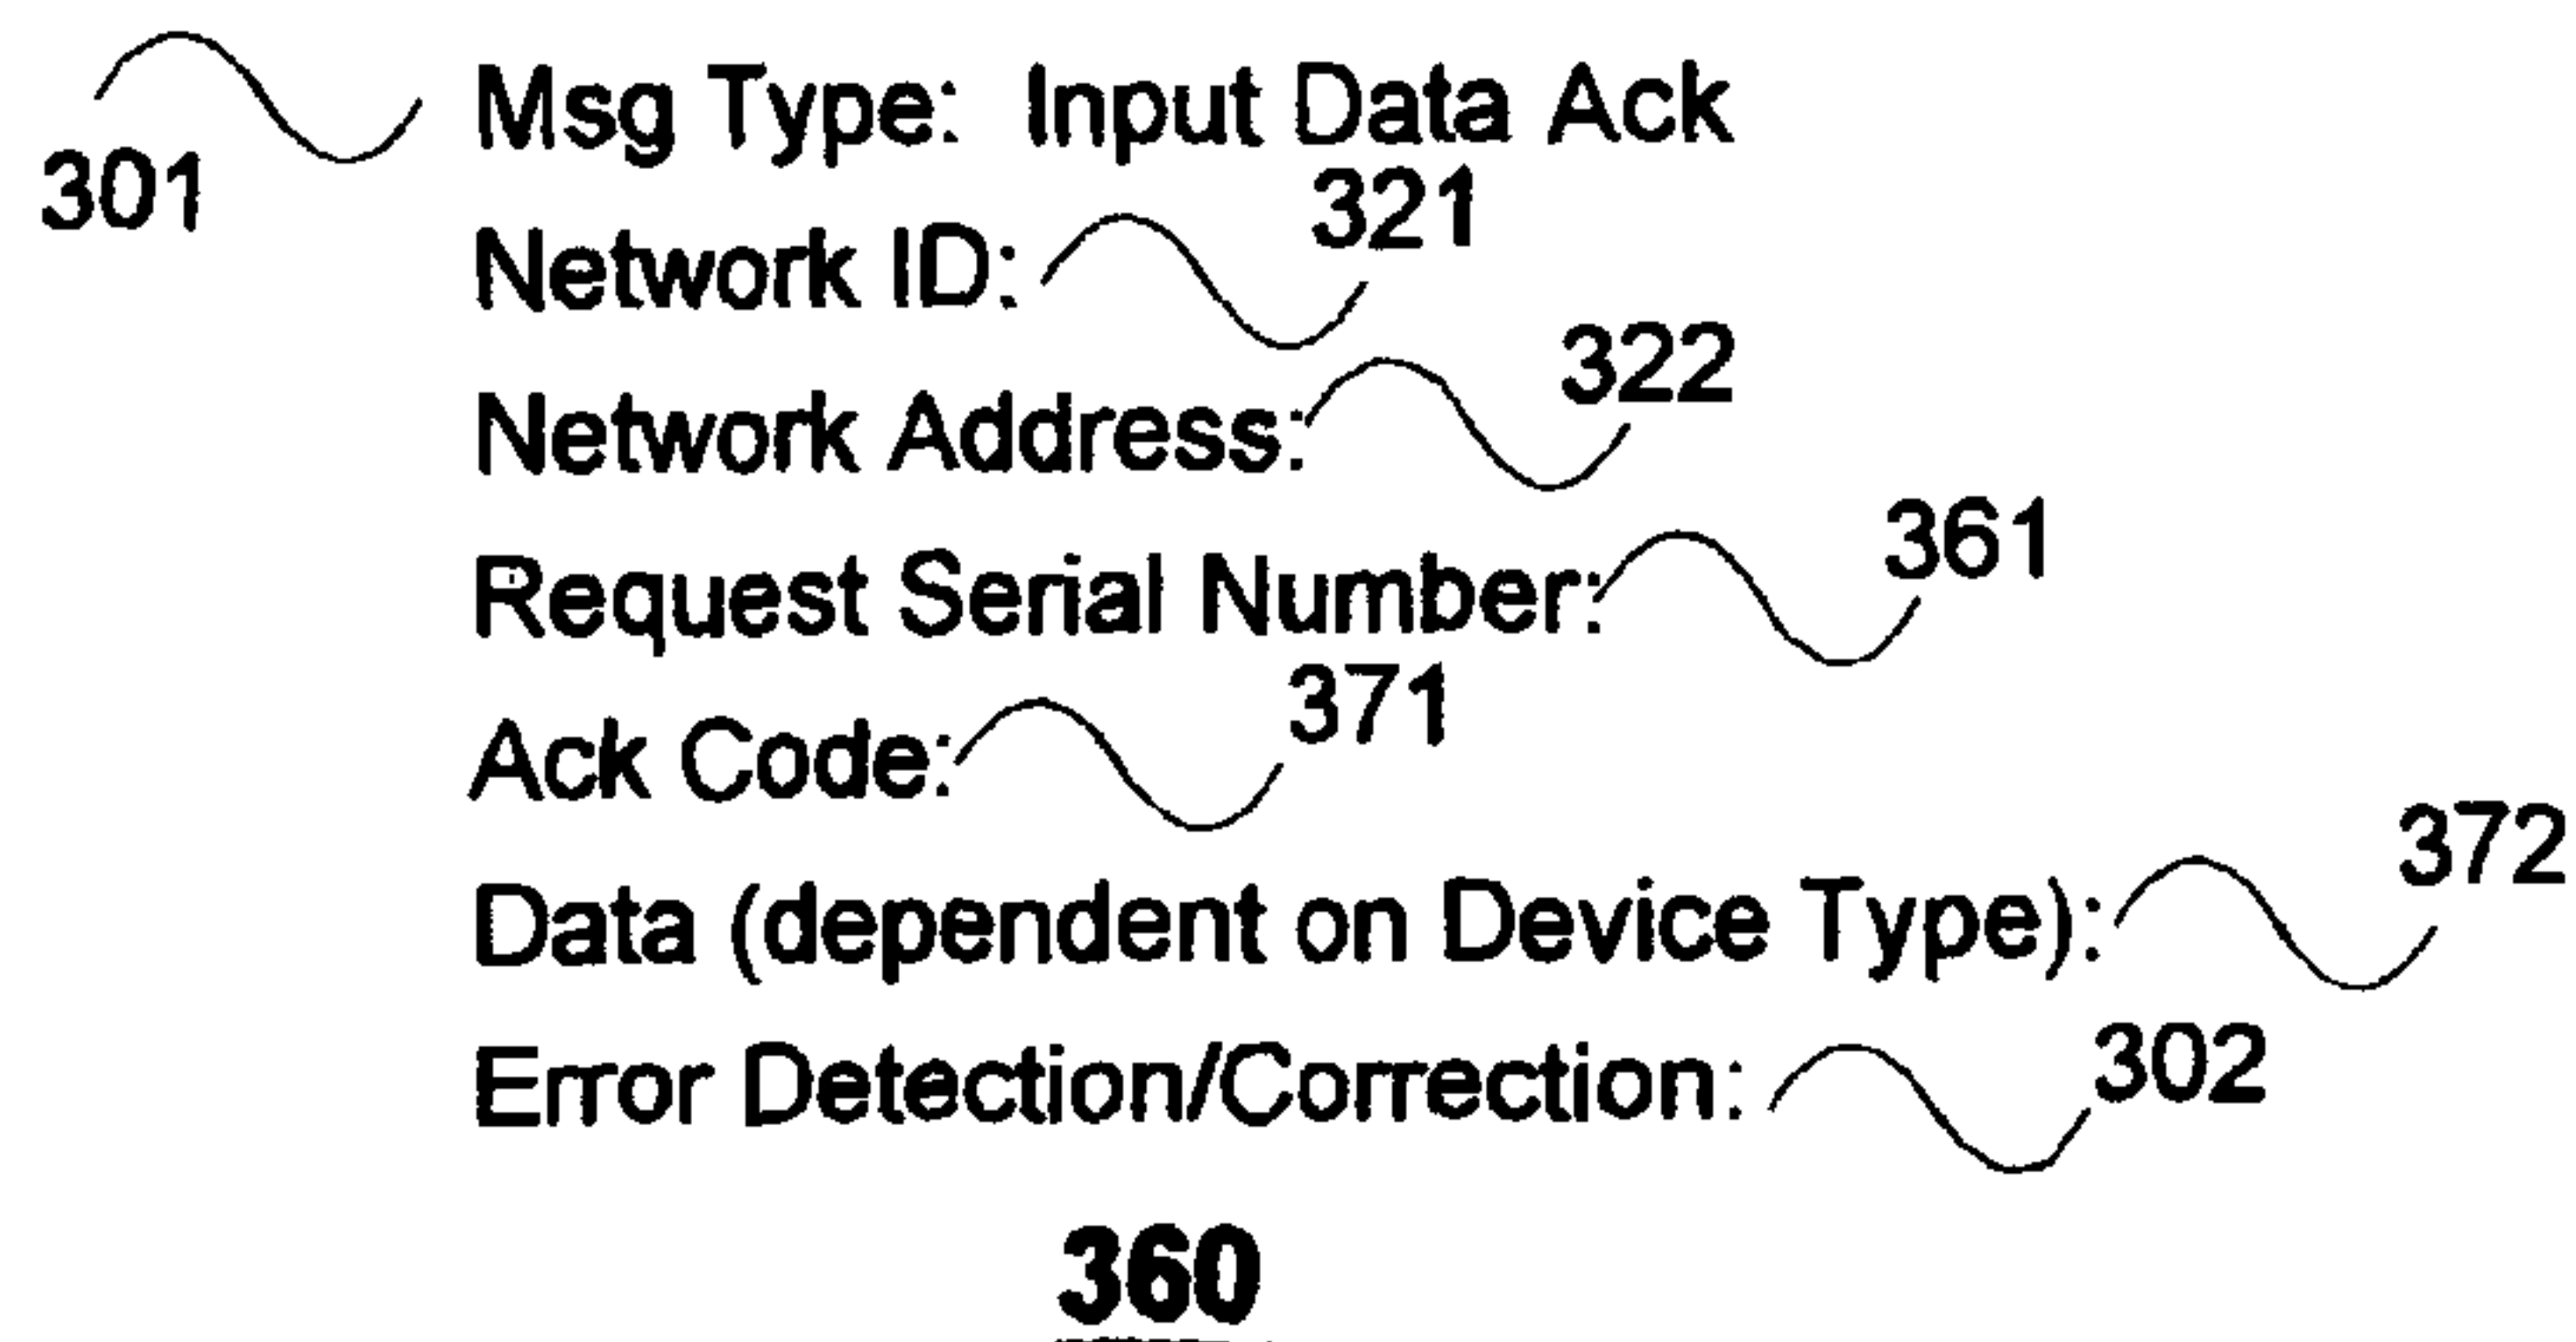 301 Msg Type: Input Data Ack
Network ID: 321
Network Address: 322
Request Serial Number: 361
Ack Code: 371
Data (dependent on Device Type): 372
Error Detection/Correction: 302
360